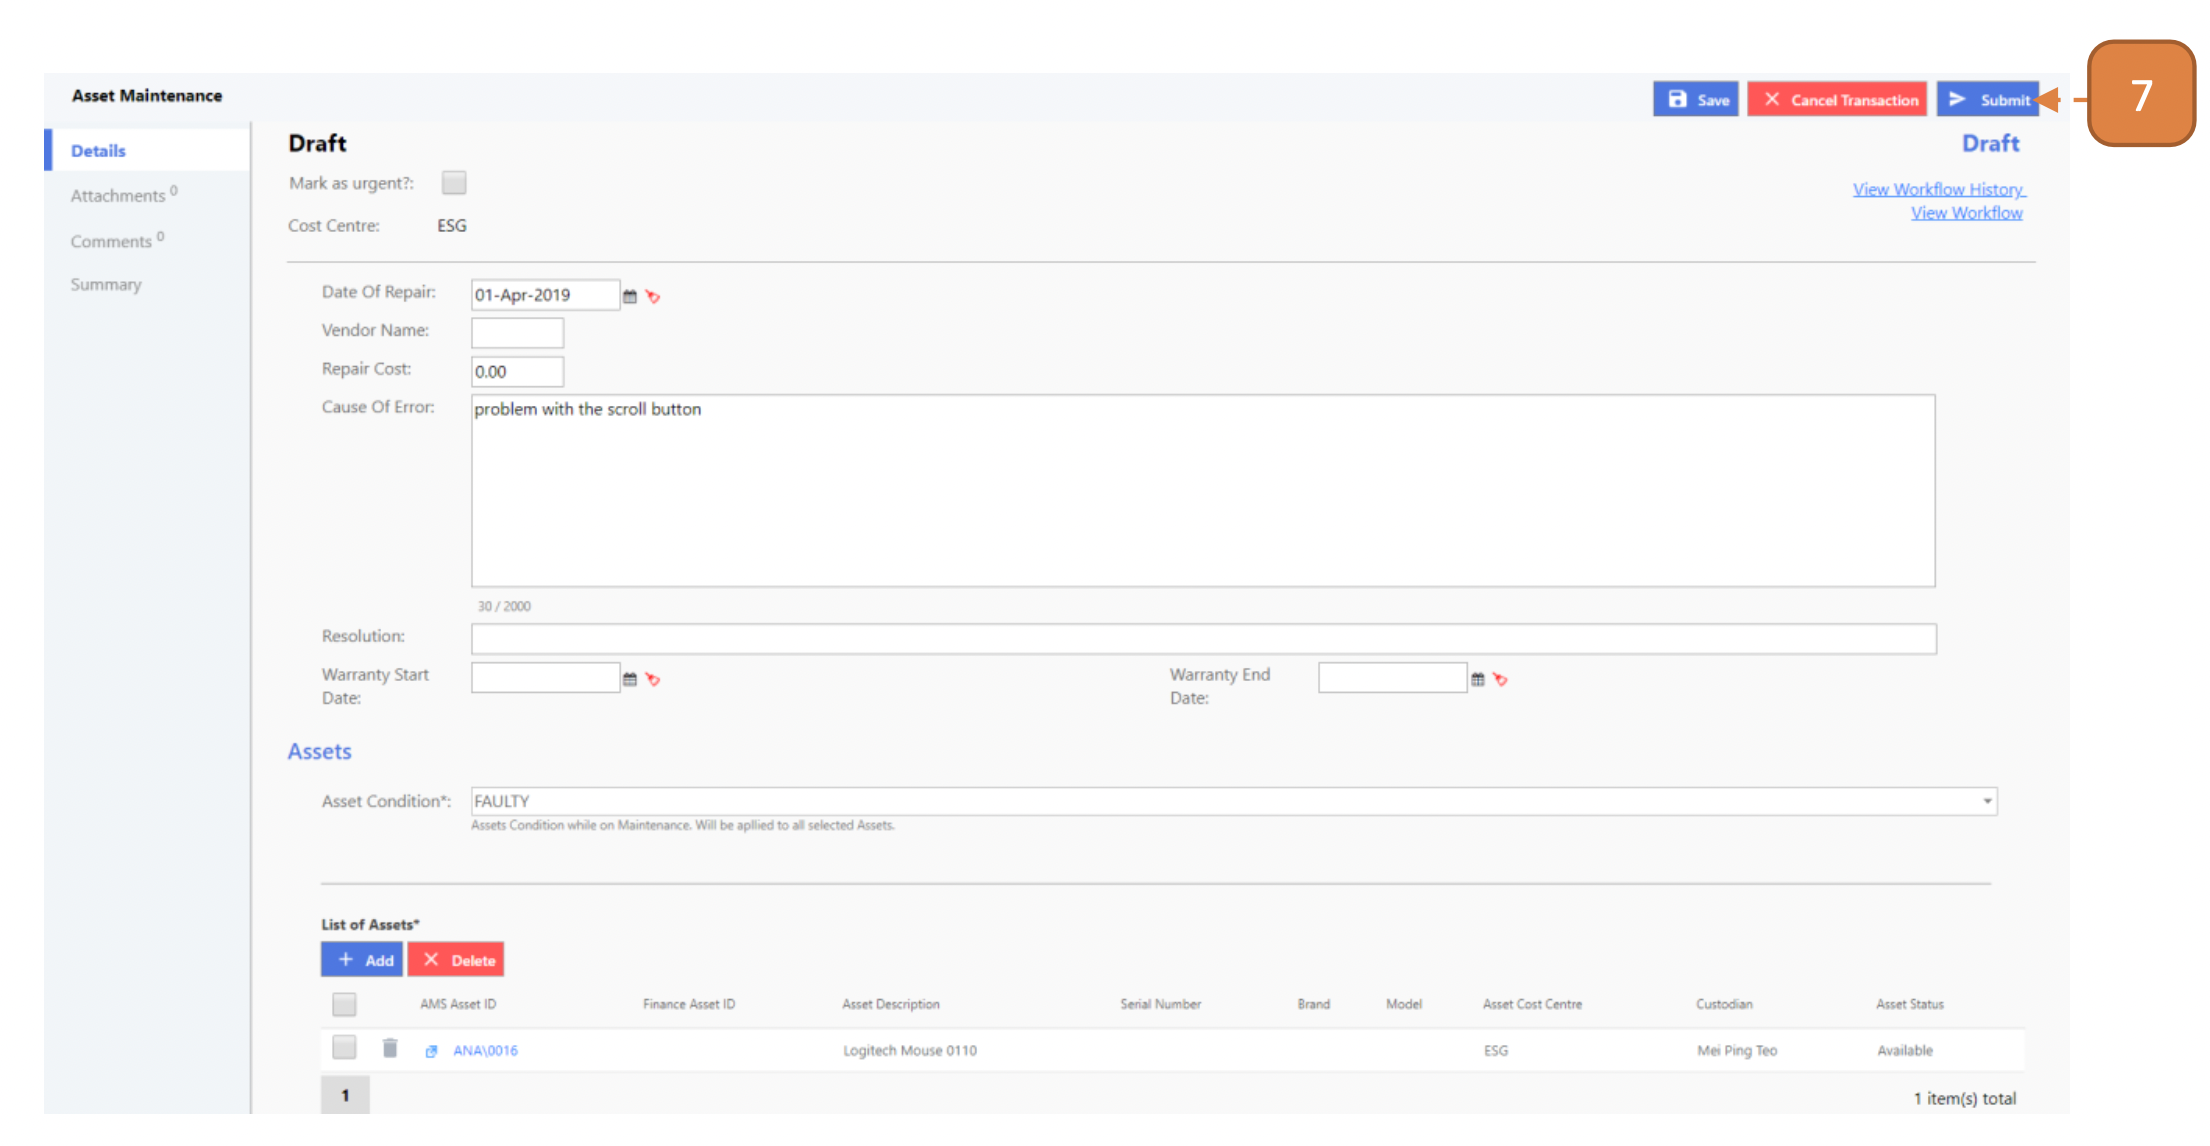 Asset Maintenance
Save
Cancel Transaction
Submit
7
Details
Attachments 0
Comments 0
Summary
Draft
Draft
Mark as urgent?:
View Workflow History
View Workflow
Cost Centre: ESG
Date Of Repair: 01-Apr-2019
Vendor Name:
Repair Cost: 0.00
Cause Of Error: problem with the scroll button
30 / 2000
Resolution:
Warranty Start Date:
Warranty End Date:
Assets
Asset Condition*: FAULTY
Assets Condition while on Maintenance. Will be apllied to all selected Assets.
List of Assets*
Add
Delete
AMS Asset ID Finance Asset ID Asset Description Serial Number Brand Model Asset Cost Centre Custodian Asset Status
ANA\0016 Logitech Mouse 0110 ESG Mei Ping Teo Available
1
1 item(s) total